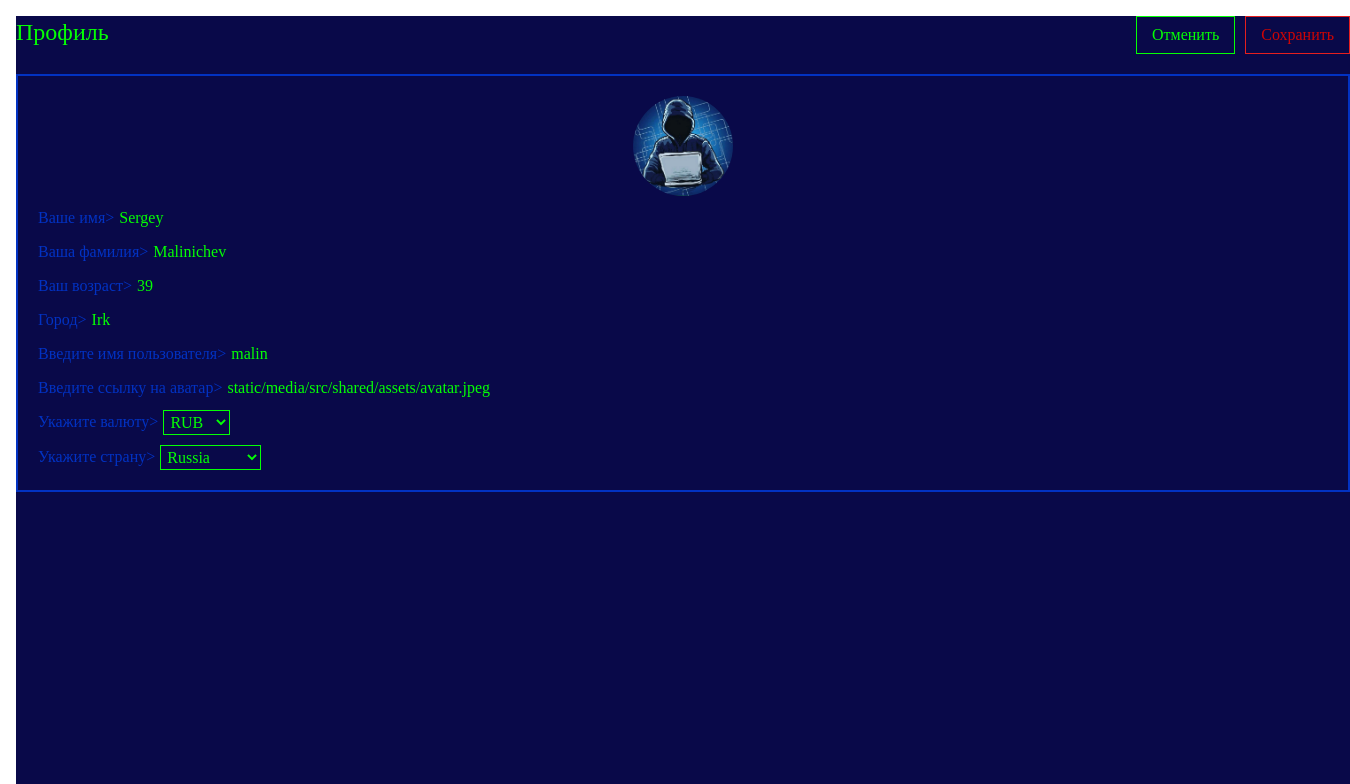 Профиль
Отменить
Сохранить
Ваше имя> Sergey
Ваша фамилия> Malinichev
Ваш возраст> 39
Город> Irk
Введите имя пользователя> malin
Введите ссылку на аватар> static/media/src/shared/assets/avatar.jpeg
Укажите валюту> RUB
Укажите страну> Russia